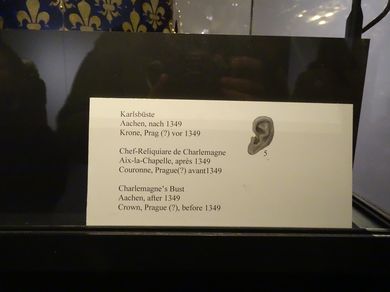 Karlsbüste
Aachen, nach 1349
Krone, Prag (?) vor 1349
Chef-Reliquiare de Charlemagne
Aix-la-Chapelle, après 1349
Couronne, Prague(?) avant1349
Charlemagne's Bust
Aachen, after 1349
Crown, Prague (?), before 1349
5